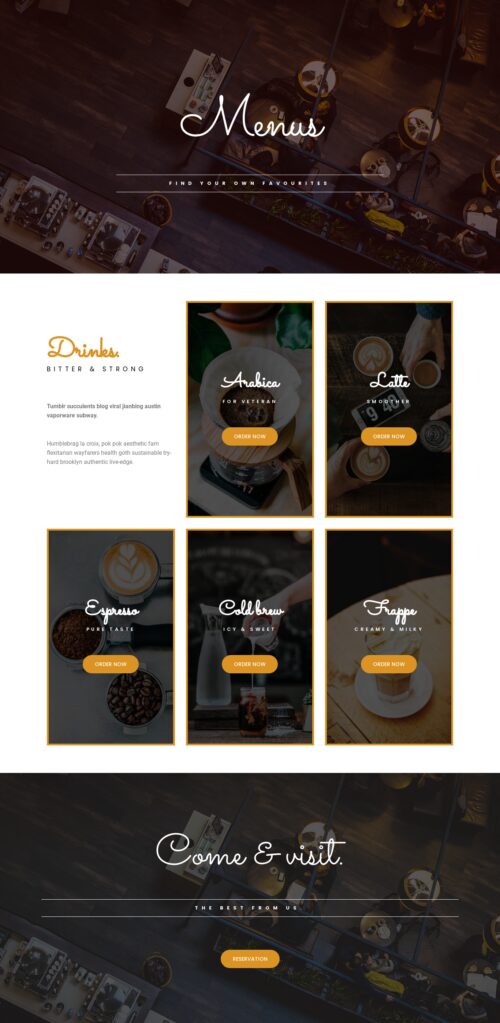 Menus
FIND YOUR OWN FAVOURITES
Drinks.
BITTER & STRONG
Tumblr succulents blog viral jianbing austin
vaporware subway.
Humblebrag la croix, pok pok aesthetic fam
flexitarian wayfarers health goth sustainable try-
hard brooklyn authentic live-edge.
Arabica
FOR VETERAN
ORDER NOW
Latte
SMOOTHER
ORDER NOW
Espresso
PURE TASTE
ORDER NOW
Cold brew
ICY & SWEET
ORDER NOW
Frappe
CREAMY & MILKY
ORDER NOW
Come & visit.
THE BEST FROM US
RESERVATION